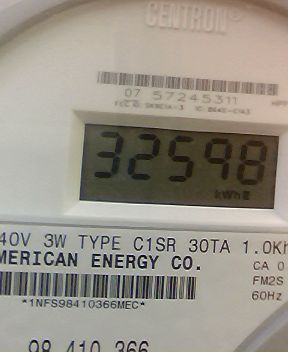 CENTRON®
07 57245311
32598
kWh
40V 3W TYPE C1SR 30TA 1.0Kh
MERICAN ENERGY CO.
CA 0
FM2S
60Hz
*1NFS98410366MEC*
98 410 366